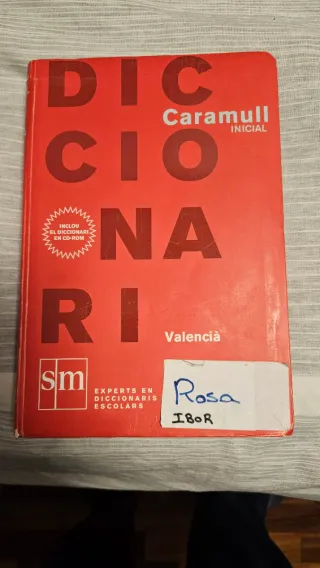 DIC
Caramull
INICIAL
CIO
INCLOU
EL DICCIONARI
EN CD-ROM
NA
RI
Valencià
sm
EXPERTS EN
DICCIONARIS
ESCOLARS
Rosa
IBOR